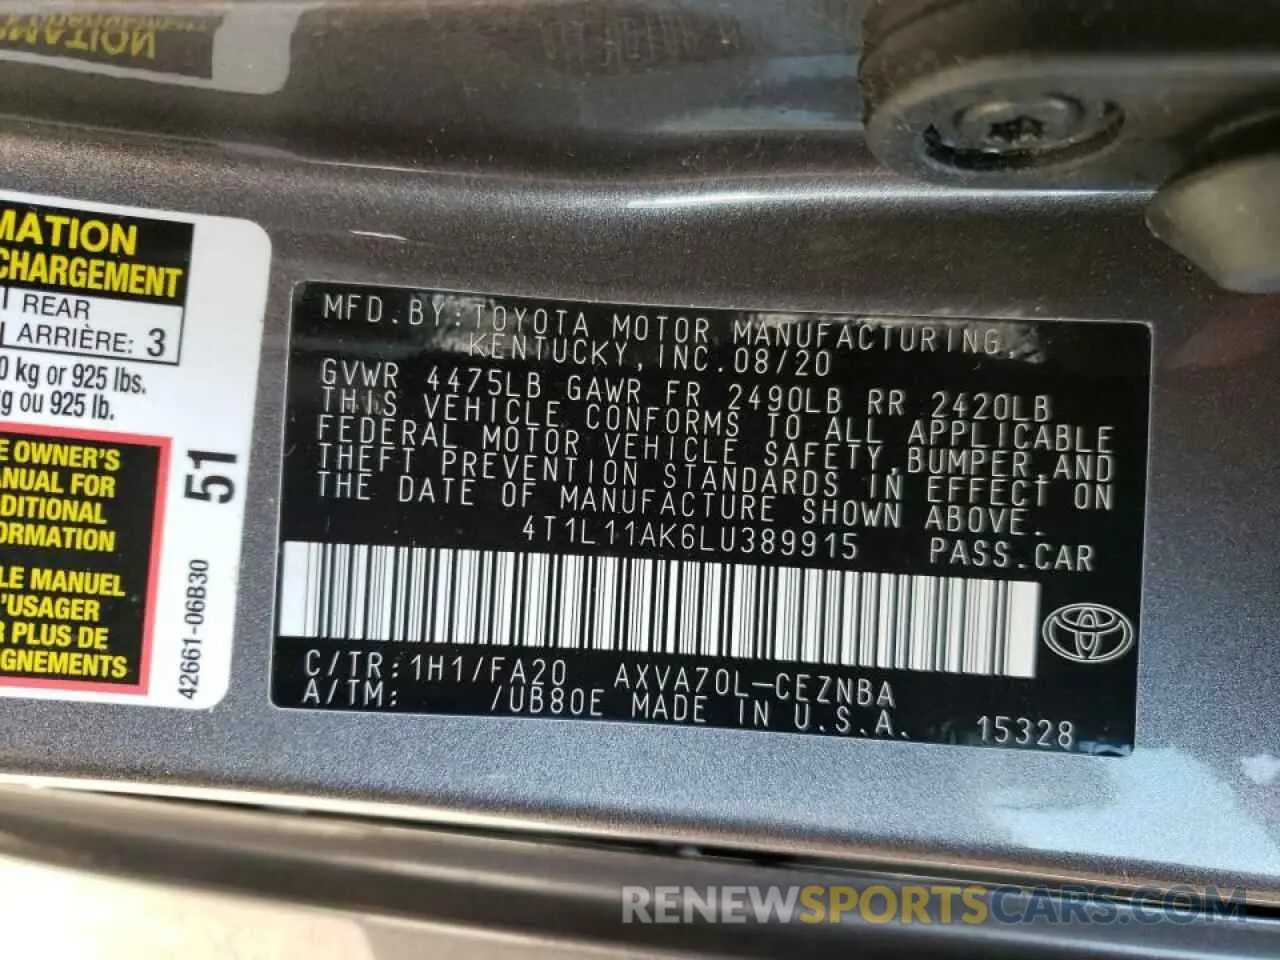 MATION
CHARGEMENT
REAR
ARRIÈRE: 3
0 kg or 925 lbs.
g ou 925 lb.
E OWNER'S
ANUAL FOR
DDITIONAL
ORMATION
LE MANUEL
'USAGER
R PLUS DE
GNEMENTS
51
42661-06B30
MFD.BY:TOYOTA MOTOR MANUFACTURING,
KENTUCKY,INC.08/20
GVWR 4475LB GAWR FR 2490LB RR 2420LB
THIS VEHICLE CONFORMS TO ALL APPLICABLE
FEDERAL MOTOR VEHICLE SAFETY,BUMPER,AND
THEFT PREVENTION STANDARDS IN EFFECT ON
THE DATE OF MANUFACTURE SHOWN ABOVE.
4T1L11AK6LU389915 PASS.CAR
C/TR:1H1/FA20 AXVA70L-CEZNBA
A/TM: /UB80E MADE IN U.S.A. 15328
RENEWSPORTSCARS.COM